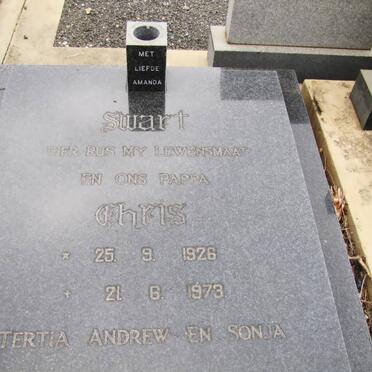 MET
LIEFDE
AMANDA
Swart
HIER RUS MY LEWENSMAAT
EN ONS PAPPA
Chris
* 25. 9. 1926
+ 21. 6. 1973.
TERTIA ANDREW EN SONJA